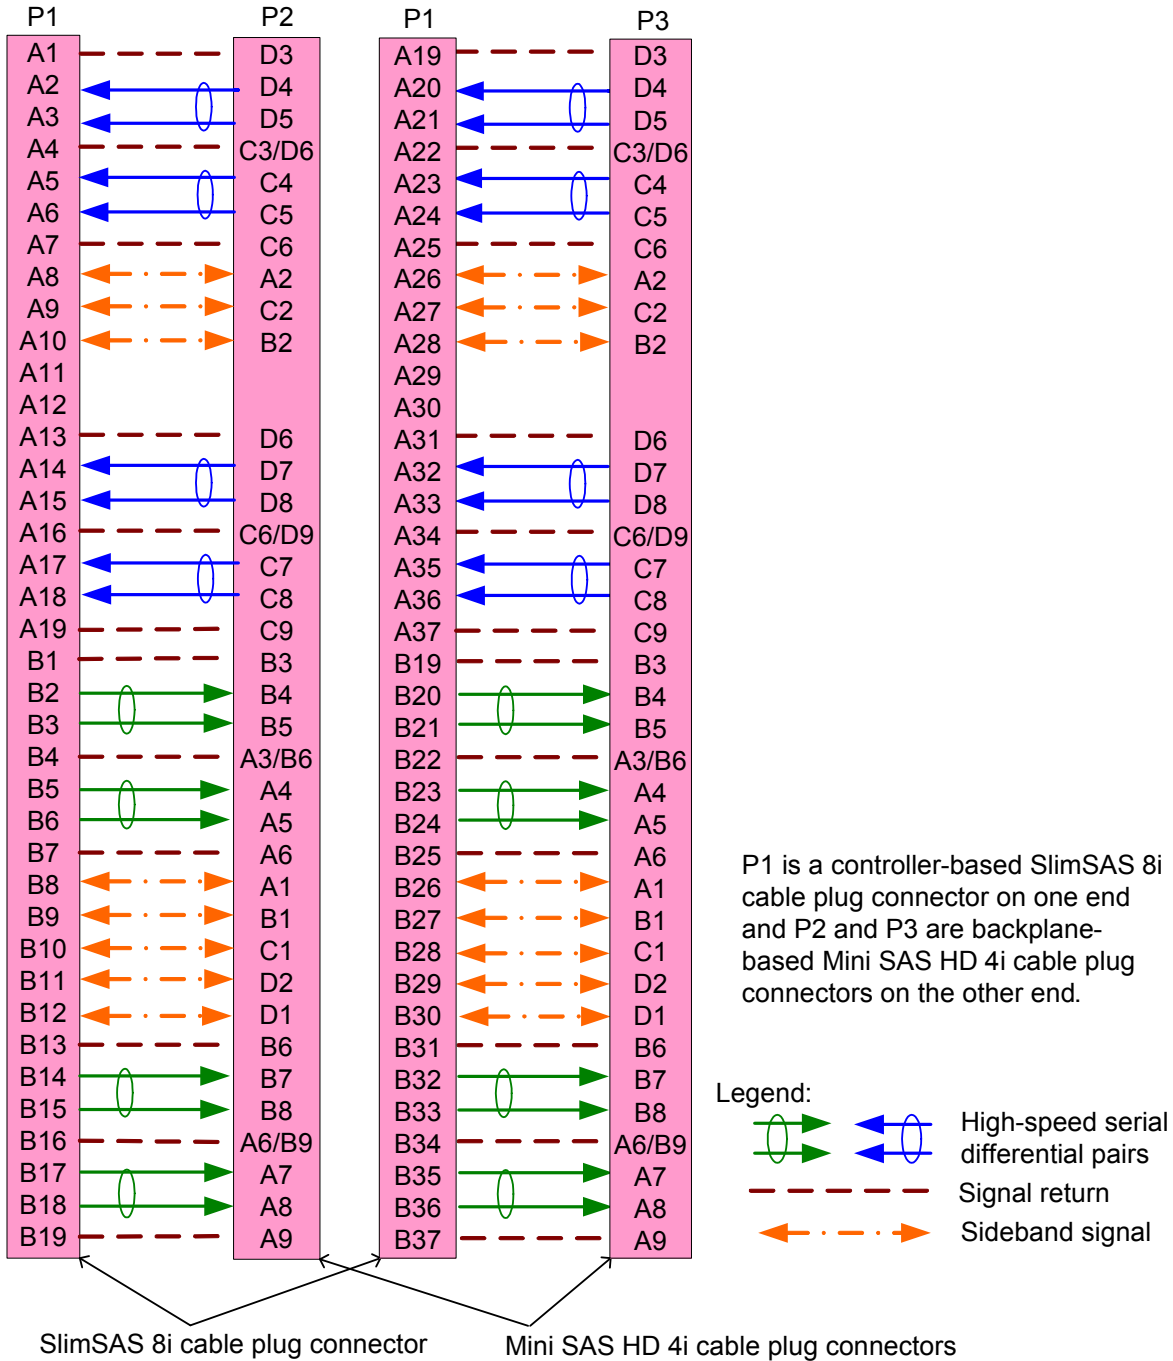 P1 P2 P1 P3
A1 D3 A19 D3
A2 D4 A20 D4
A3 D5 A21 D5
A4 C3/D6 A22 C3/D6
A5 C4 A23 C4
A6 C5 A24 C5
A7 C6 A25 C6
A8 A2 A26 A2
A9 C2 A27 C2
A10 B2 A28 B2
A11 A29
A12 A30
A13 D6 A31 D6
A14 D7 A32 D7
A15 D8 A33 D8
A16 C6/D9 A34 C6/D9
A17 C7 A35 C7
A18 C8 A36 C8
A19 C9 A37 C9
B1 B3 B19 B3
B2 B4 B20 B4
B3 B5 B21 B5
B4 A3/B6 B22 A3/B6
B5 A4 B23 A4
B6 A5 B24 A5
B7 A6 B25 A6
B8 A1 B26 A1
B9 B1 B27 B1
B10 C1 B28 C1
B11 D2 B29 D2
B12 D1 B30 D1
B13 B6 B31 B6
B14 B7 B32 B7
B15 B8 B33 B8
B16 A6/B9 B34 A6/B9
B17 A7 B35 A7
B18 A8 B36 A8
B19 A9 B37 A9
P1 is a controller-based SlimSAS 8i
cable plug connector on one end
and P2 and P3 are backplane-
based Mini SAS HD 4i cable plug
connectors on the other end.
Legend:
High-speed serial
differential pairs
Signal return
Sideband signal
SlimSAS 8i cable plug connector
Mini SAS HD 4i cable plug connectors